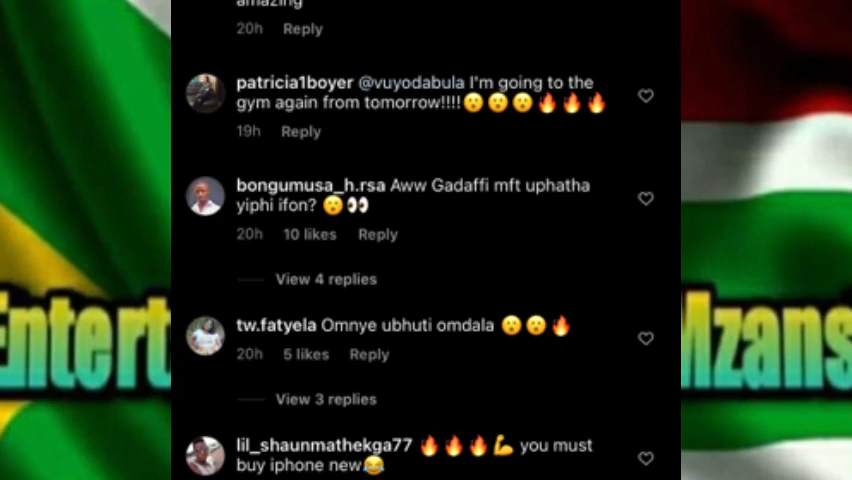 amazing
20h Reply
patricia1boyer @vuyodabula I'm going to the
gym again from tomorrow!!!!😮😮😮🔥🔥🔥
19h Reply
bongumusa_h.rsa Aww Gadaffi mft uphatha
yiphi ifon? 😮👀
20h 10 likes Reply
View 4 replies
tw.fatyela Omnye ubhuti omdala 😮😮🔥
20h 5 likes Reply
View 3 replies
lil_shaunmathekga77 🔥🔥🔥💪 you must
buy iphone new😂
Entert
Mzans